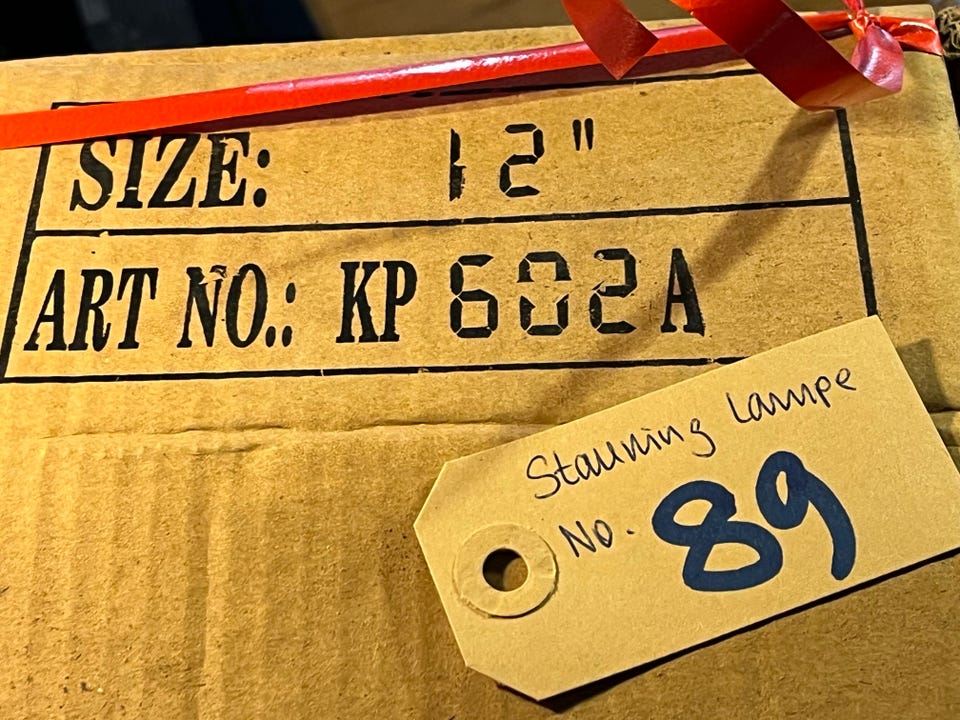 SIZE: 12"
ART NO.: KP 602A
Stauning Lampe
No. 89